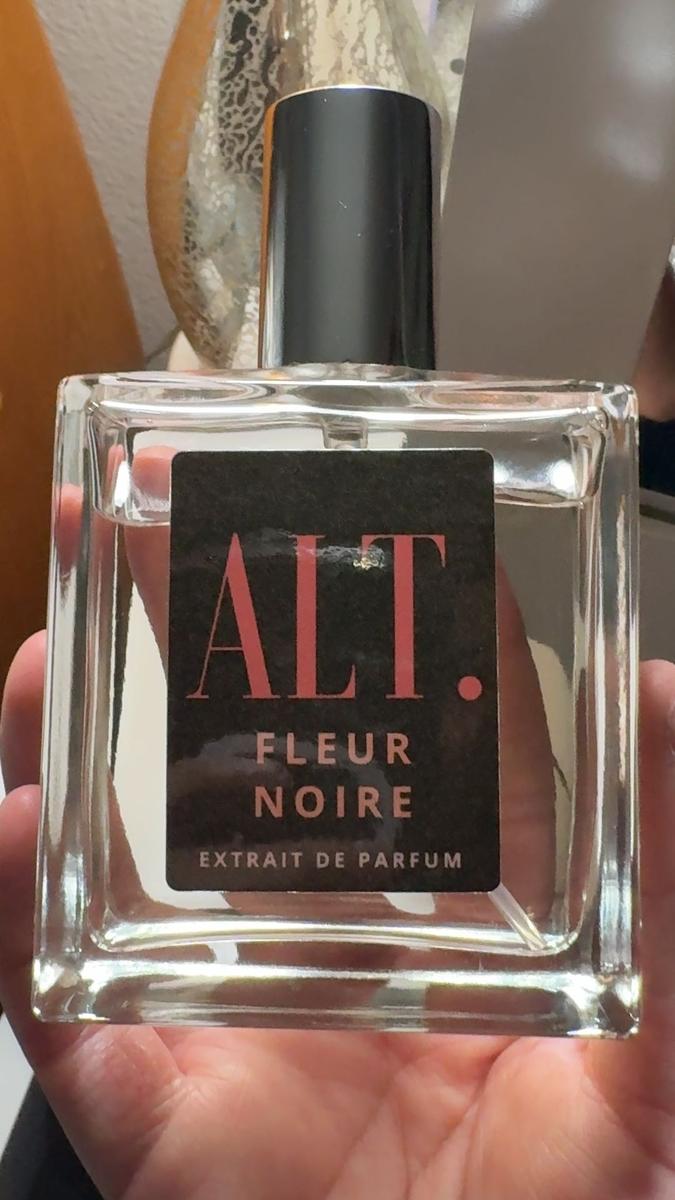 ALT.
FLEUR
NOIRE
EXTRAIT DE PARFUM